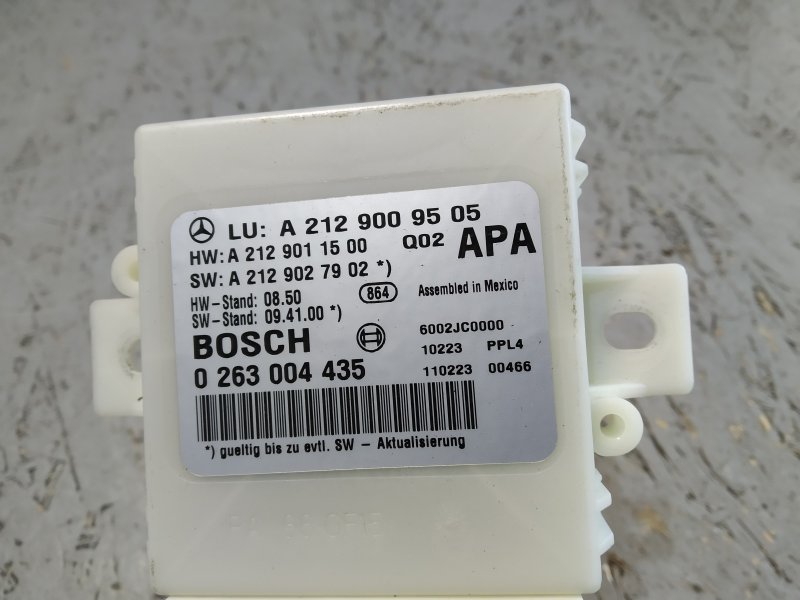 LU: A 212 900 95 05
HW: A 212 901 15 00 Q02 APA
SW: A 212 902 79 02 *)
HW-Stand: 08.50 864 Assembled in Mexico
SW-Stand: 09.41.00 *)
BOSCH 6002JC0000
10223 PPL4
0 263 004 435 110223 00466
*) gueltig bis zu evtl. SW - Aktualisierung